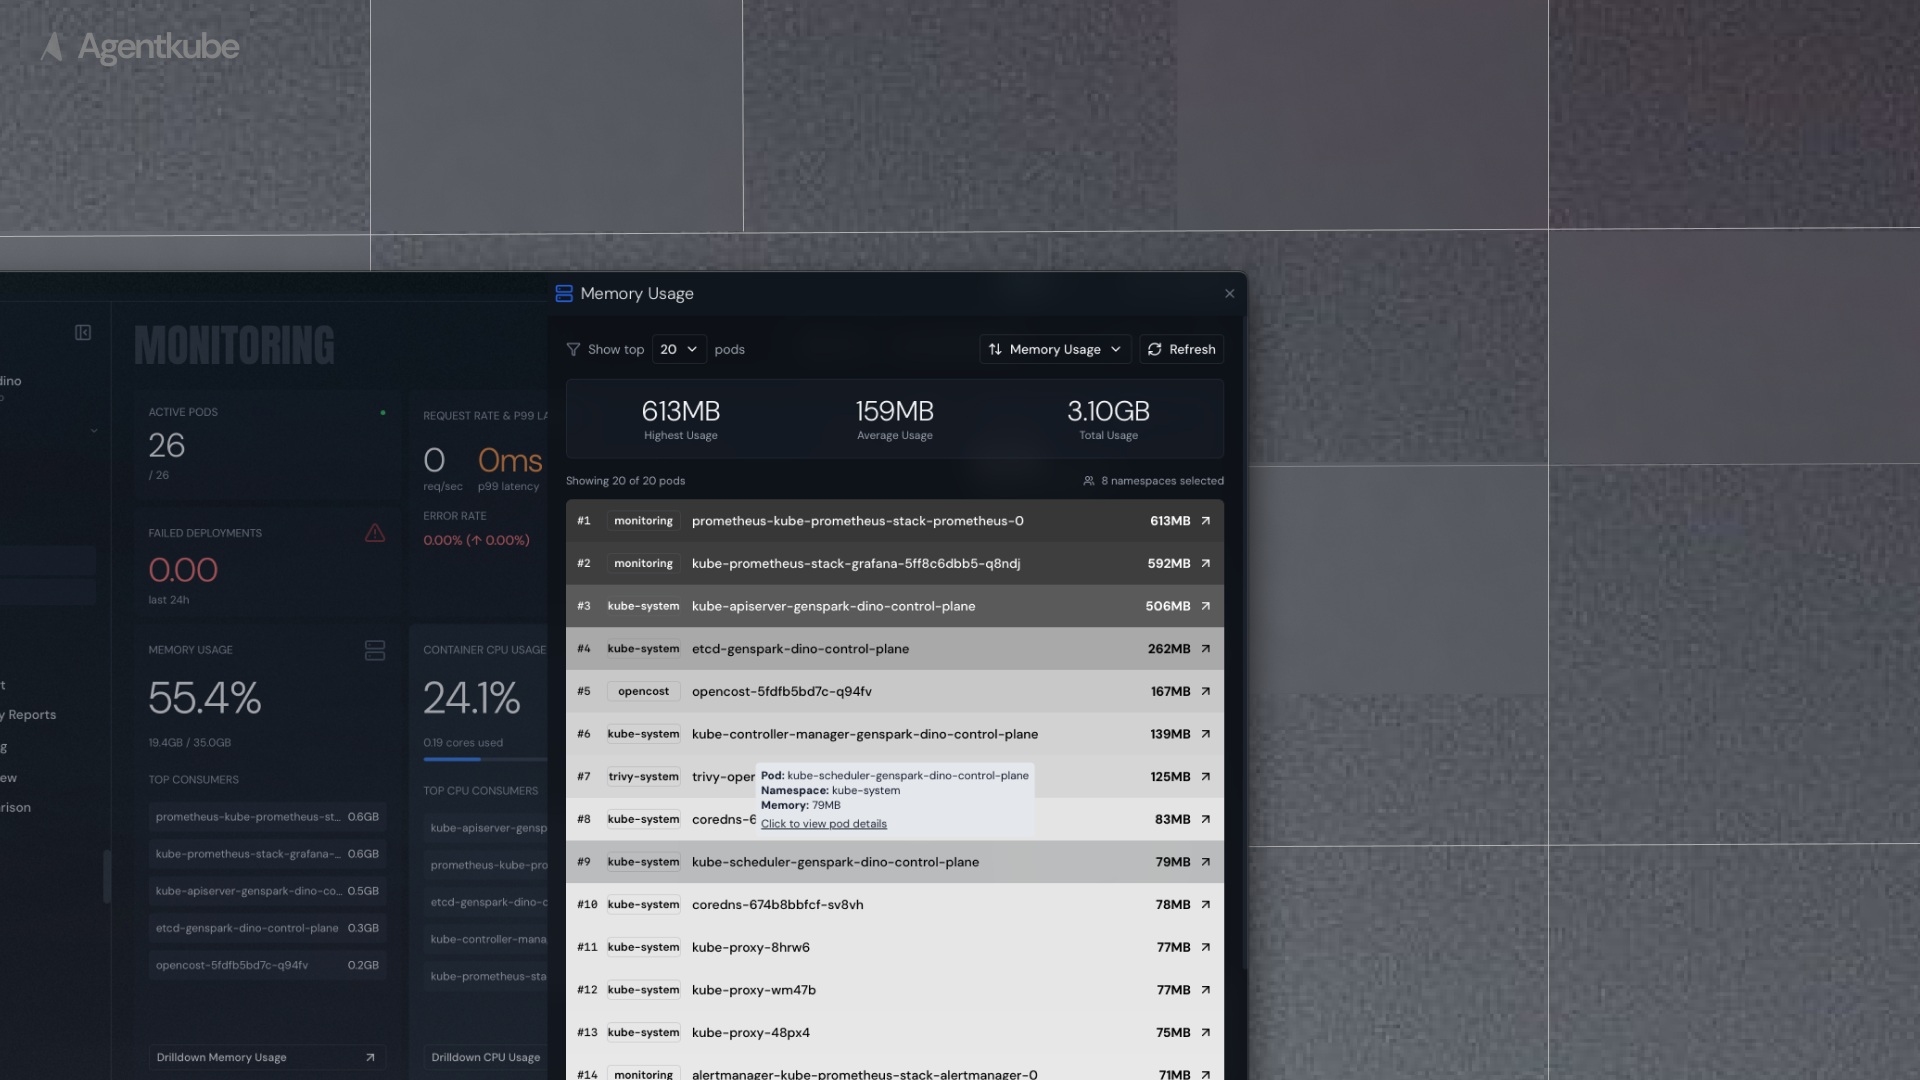 Agentkube
dino
t
y Reports
g
ew
rison
MONITORING
ACTIVE PODS
26
/ 26
FAILED DEPLOYMENTS
0.00
last 24h
MEMORY USAGE
55.4%
19.4GB / 35.0GB
TOP CONSUMERS
prometheus-kube-prometheus-st... 0.6GB
kube-prometheus-stack-grafana-... 0.6GB
kube-apiserver-genspark-dino-co... 0.5GB
etcd-genspark-dino-control-plane 0.3GB
opencost-5fdfb5bd7c-q94fv 0.2GB
Drilldown Memory Usage
REQUEST RATE & P99 LA
0 0ms
req/sec p99 latency
ERROR RATE
0.00% (↑ 0.00%)
CONTAINER CPU USAGE
24.1%
0.19 cores used
TOP CPU CONSUMERS
kube-apiserver-gensp
prometheus-kube-pro
etcd-genspark-dino-c
kube-controller-mana
kube-prometheus-sta
Drilldown CPU Usage
Memory Usage
Show top 20 pods
Memory Usage
Refresh
613MB 159MB 3.10GB
Highest Usage Average Usage Total Usage
Showing 20 of 20 pods 8 namespaces selected
#1 monitoring prometheus-kube-prometheus-stack-prometheus-0 613MB
#2 monitoring kube-prometheus-stack-grafana-5ff8c6dbb5-q8ndj 592MB
#3 kube-system kube-apiserver-genspark-dino-control-plane 506MB
#4 kube-system etcd-genspark-dino-control-plane 262MB
#5 opencost opencost-5fdfb5bd7c-q94fv 167MB
#6 kube-system kube-controller-manager-genspark-dino-control-plane 139MB
#7 trivy-system trivy-oper 125MB
#8 kube-system coredns-6 83MB
Pod: kube-scheduler-genspark-dino-control-plane
Namespace: kube-system
Memory: 79MB
Click to view pod details
#9 kube-system kube-scheduler-genspark-dino-control-plane 79MB
#10 kube-system coredns-674b8bbfcf-sv8vh 78MB
#11 kube-system kube-proxy-8hrw6 77MB
#12 kube-system kube-proxy-wm47b 77MB
#13 kube-system kube-proxy-48px4 75MB
#14 monitoring alertmanager-kube-prometheus-stack-alertmanager-0 71MB